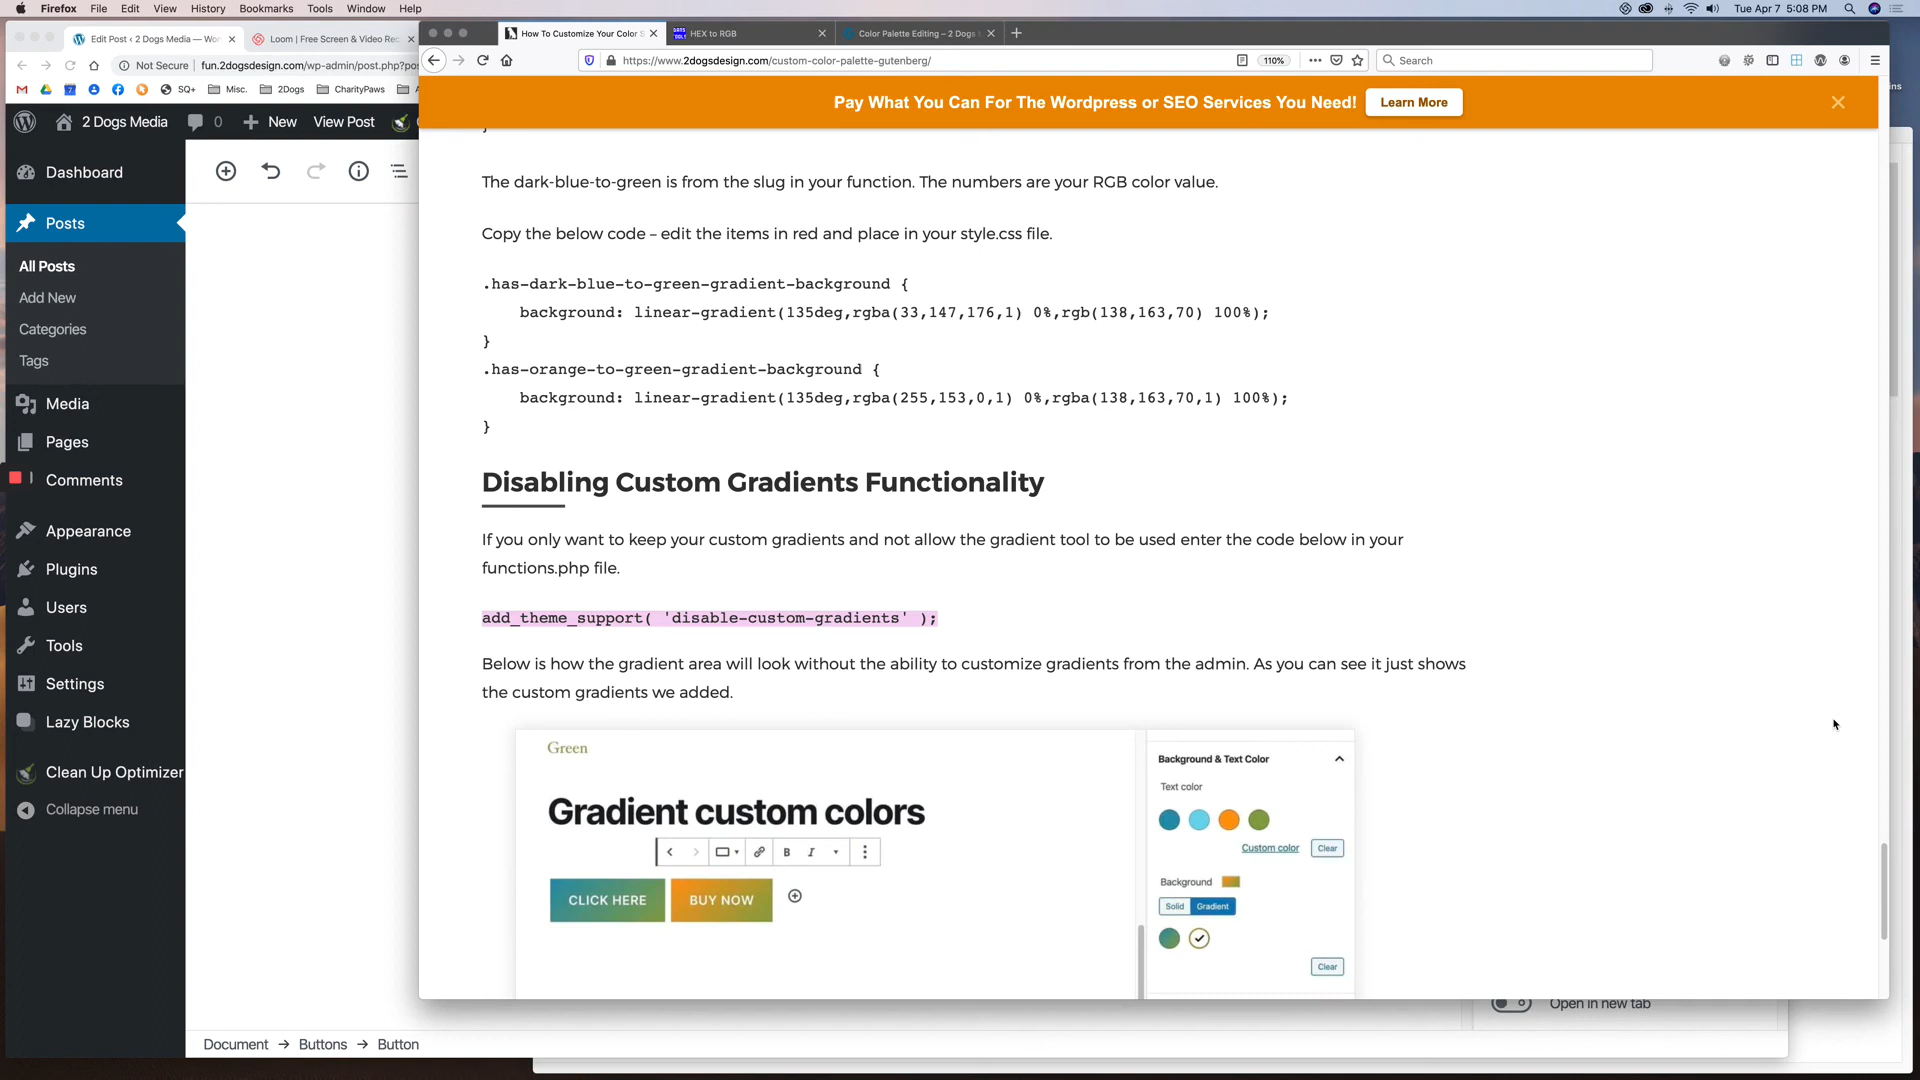 Firefox File Edit View History Bookmarks Tools Window Help
Tue Apr 7 5:08 PM
Edit Post ‹ 2 Dogs Media — Wo
Loom | Free Screen & Video Rec
Not Secure
fun.2dogsdesign.com/wp-admin/post.php?pos
SQ+ Misc. 2Dogs CharityPaws
How To Customize Your Color S
HEX to RGB
Color Palette Editing – 2 Dogs
https://www.2dogsdesign.com/custom-color-palette-gutenberg/
110%
Search
Pay What You Can For The Wordpress or SEO Services You Need!
Learn More
2 Dogs Media
0
New
View Post
Dashboard
Posts
All Posts
Add New
Categories
Tags
Media
Pages
Comments
Appearance
Plugins
Users
Tools
Settings
Lazy Blocks
Clean Up Optimizer
Collapse menu
The dark-blue-to-green is from the slug in your function. The numbers are your RGB color value.
Copy the below code – edit the items in red and place in your style.css file.
.has-dark-blue-to-green-gradient-background {
background: linear-gradient(135deg,rgba(33,147,176,1) 0%,rgb(138,163,70) 100%);
}
.has-orange-to-green-gradient-background {
background: linear-gradient(135deg,rgba(255,153,0,1) 0%,rgba(138,163,70,1) 100%);
}
Disabling Custom Gradients Functionality
If you only want to keep your custom gradients and not allow the gradient tool to be used enter the code below in your
functions.php file.
add_theme_support( 'disable-custom-gradients' );
Below is how the gradient area will look without the ability to customize gradients from the admin. As you can see it just shows
the custom gradients we added.
Green
Gradient custom colors
B I
CLICK HERE
BUY NOW
Background & Text Color
Text color
Custom color
Clear
Background
Solid
Gradient
Clear
Open in new tab
Document → Buttons → Button